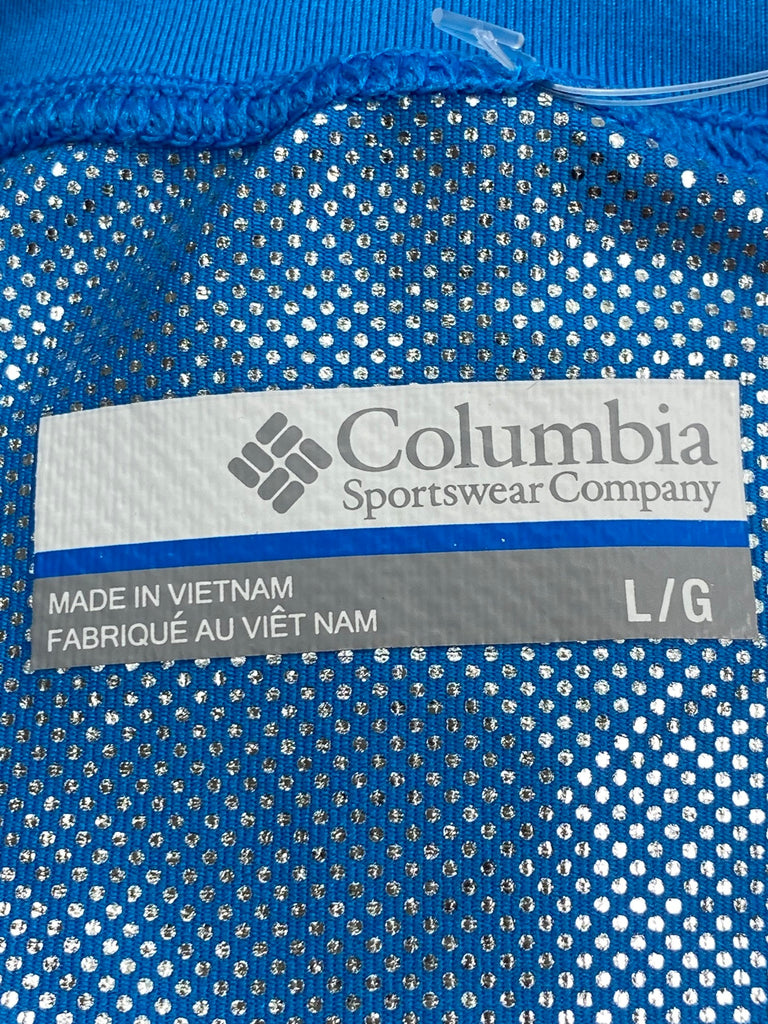 Columbia
Sportswear Company
MADE IN VIETNAM
FABRIQUÉ AU VIÊT NAM
L/G